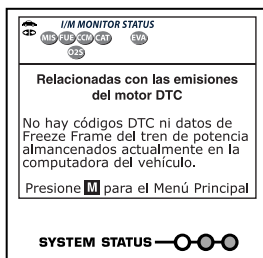 I/M MONITOR STATUS
MIS FUE CCM CAT EVA
O2S
Relacionadas con las emisiones
del motor DTC
No hay códigos DTC ni datos de
Freeze Frame del tren de potencia
almancenados actualmente en la
computadora del vehículo.
Presione M para el Menú Principal
SYSTEM STATUS